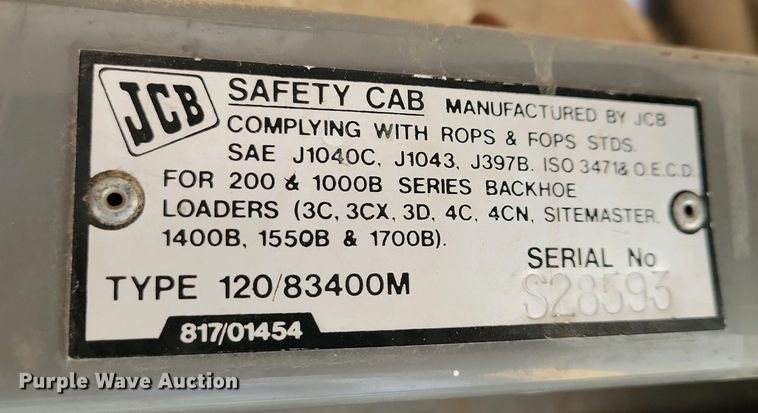 JCB
SAFETY CAB MANUFACTURED BY JCB
COMPLYING WITH ROPS & FOPS STDS.
SAE J1040C, J1043, J397B. ISO 3471& O.E.C.D.
FOR 200 & 1000B SERIES BACKHOE
LOADERS (3C, 3CX, 3D, 4C, 4CN, SITEMASTER,
1400B, 1550B & 1700B).
SERIAL No
TYPE 120/83400M
S28593
817/01454
Purple Wave Auction